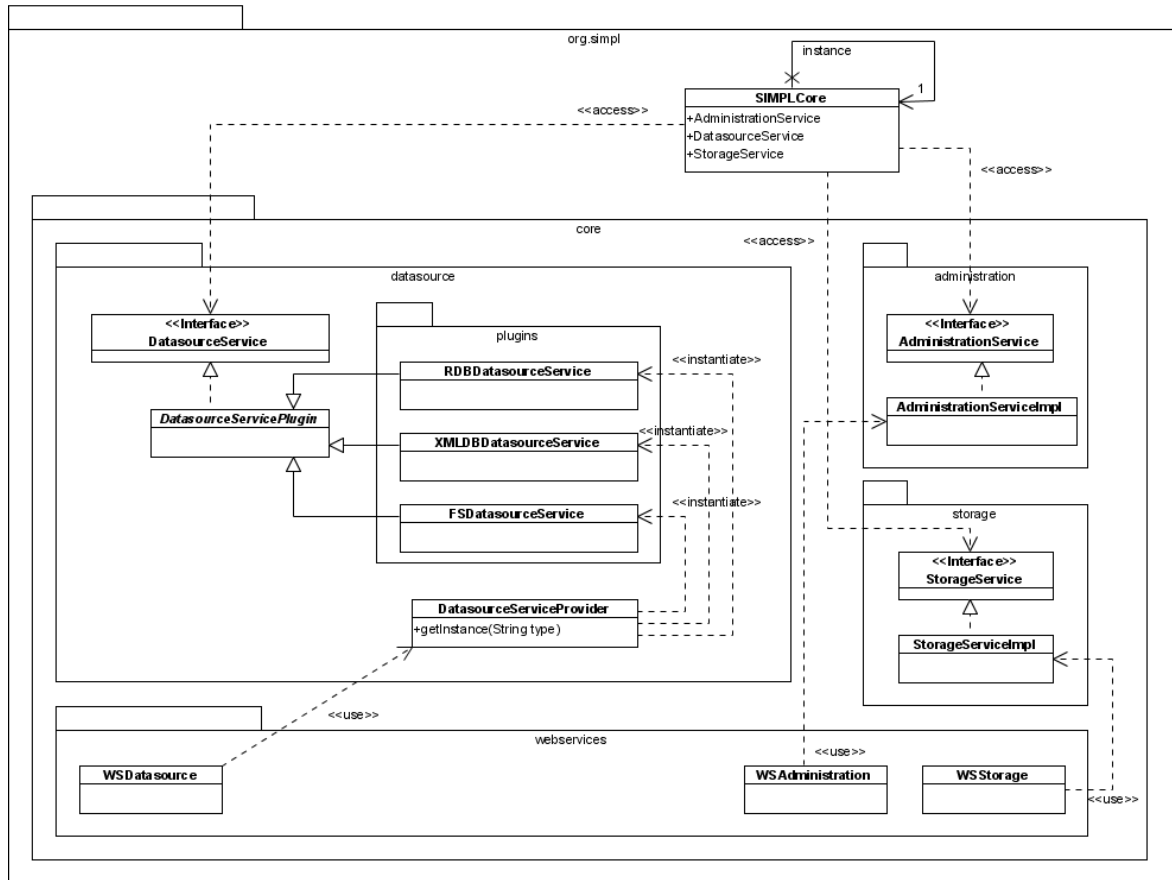 org.simpl
instance
1
SIMPLCore
+AdministrationService
+DatasourceService
+StorageService
<<access>>
<<access>>
<<access>>
core
datasource
<<Interface>>
DatasourceService
DatasourceServicePlugin
plugins
RDBDatasourceService
XMLDBDatasourceService
FSDatasourceService
<<instantiate>>
<<instantiate>>
<<instantiate>>
DatasourceServiceProvider
+getInstance(String type)
administration
<<Interface>>
AdministrationService
AdministrationServiceImpl
storage
<<Interface>>
StorageService
StorageServiceImpl
<<use>>
webservices
WSDatasource
<<use>>
WSAdministration
WSStorage
<<use>>